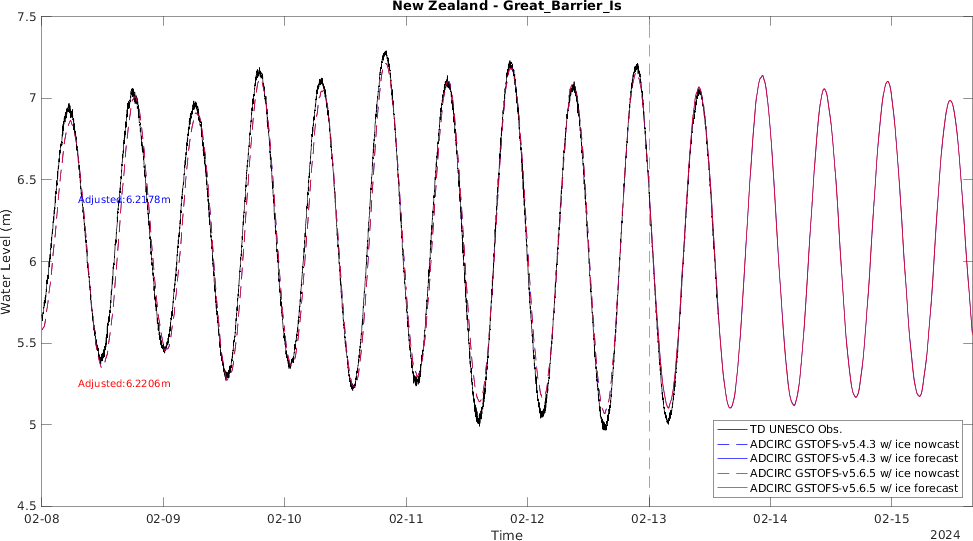 New Zealand - Great_Barrier_Is
7.5
7
6.5
6
5.5
5
4.5
Water Level (m)
Adjusted:6.2178m
Adjusted:6.2206m
TD UNESCO Obs.
ADCIRC GSTOFS-v5.4.3 w/ ice nowcast
ADCIRC GSTOFS-v5.4.3 w/ ice forecast
ADCIRC GSTOFS-v5.6.5 w/ ice nowcast
ADCIRC GSTOFS-v5.6.5 w/ ice forecast
02-08 02-09 02-10 02-11 02-12 02-13 02-14 02-15
Time
2024